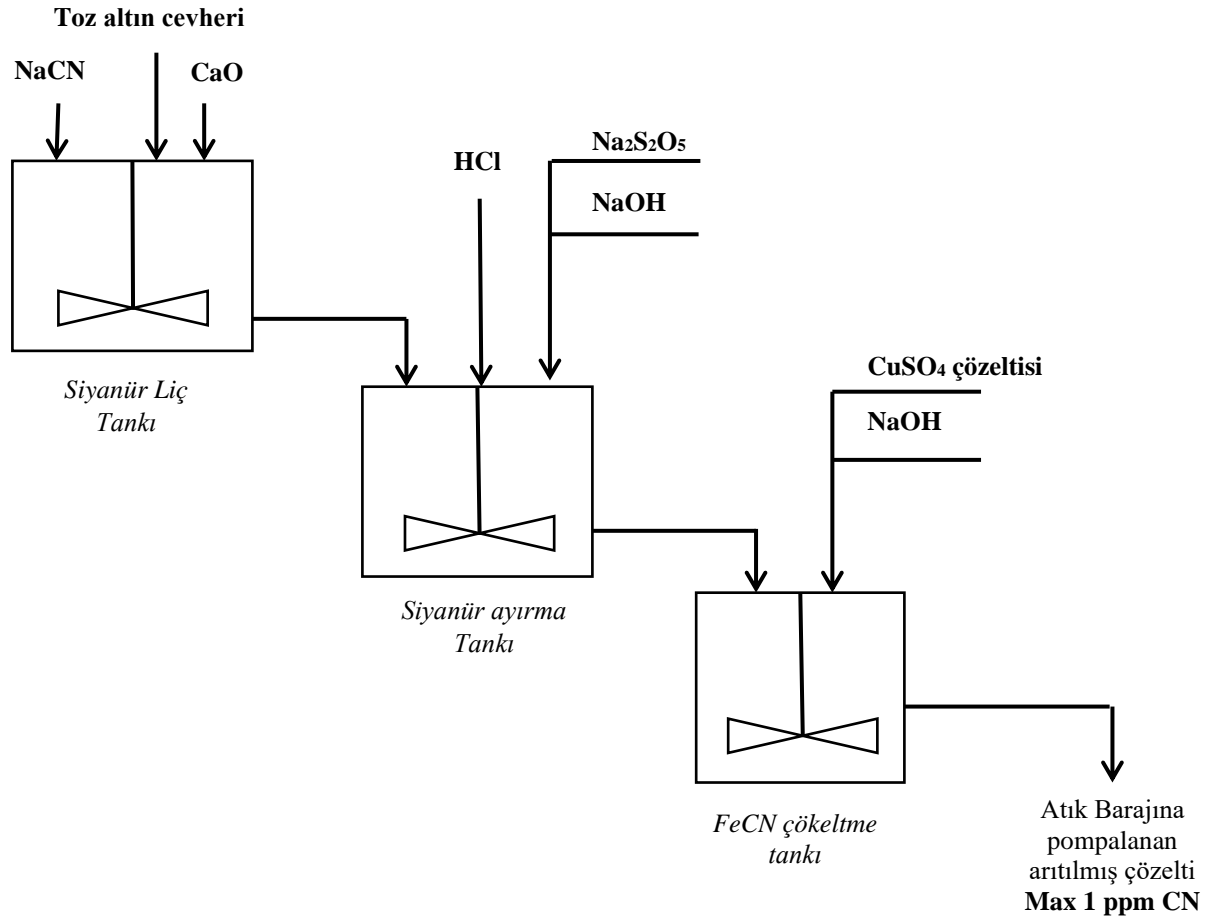 Toz altın cevheri
NaCN
CaO
HCl
Na₂S₂O₅
NaOH
Siyanür Liç
Tankı
CuSO₄ çözeltisi
NaOH
Siyanür ayırma
Tankı
FeCN çökeltme
tankı
Atık Barajına
pompalanan
arıtılmış çözelti
Max 1 ppm CN